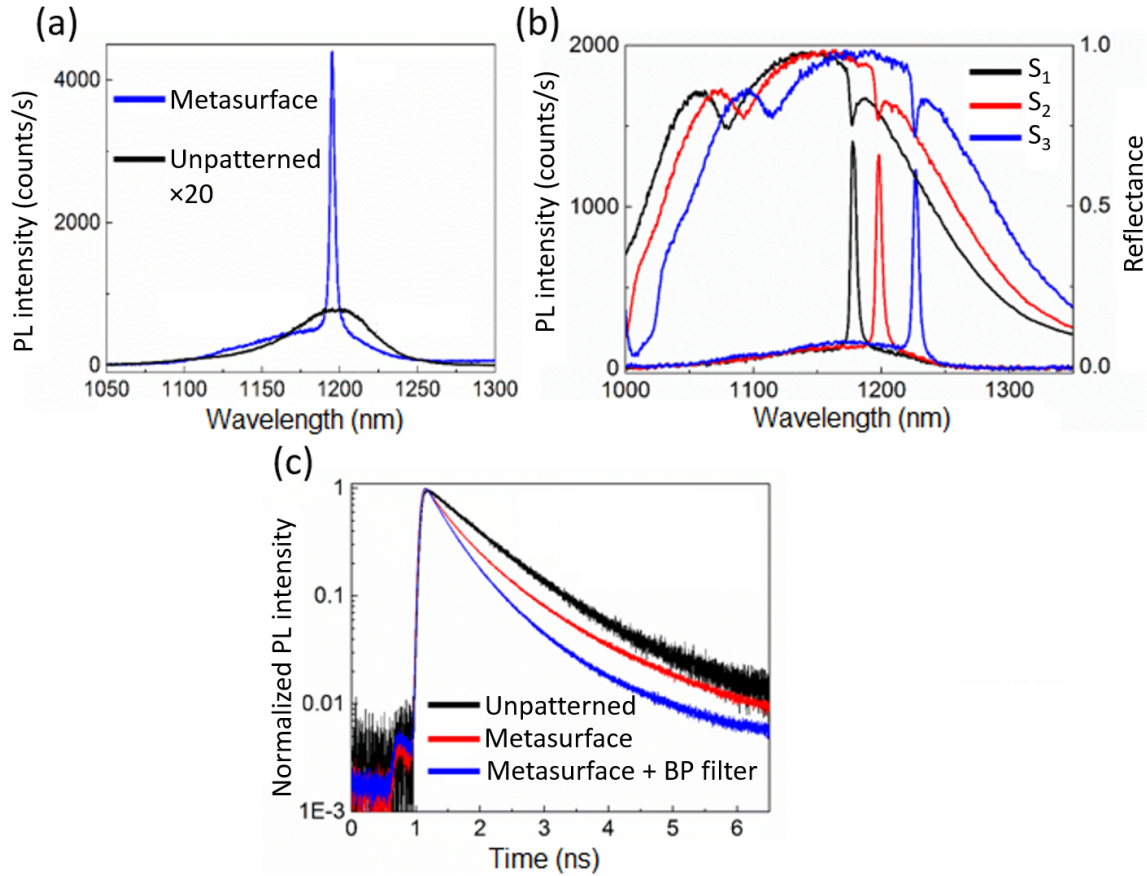 (a)
PL intensity (counts/s)
4000
2000
0
Metasurface
Unpatterned
×20
1050 1100 1150 1200 1250 1300
Wavelength (nm)
(b)
PL intensity (counts/s)
2000
1000
0
S1
S2
S3
1.0
0.5
0.0
Reflectance
1000 1100 1200 1300
Wavelength (nm)
(c)
Normalized PL intensity
1
0.1
0.01
1E-3
Unpatterned
Metasurface
Metasurface + BP filter
0 1 2 3 4 5 6
Time (ns)